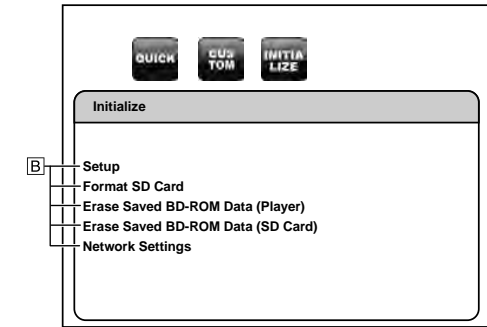 QUICK
CUS
TOM
INITIA
LIZE
Initialize
B
Setup
Format SD Card
Erase Saved BD-ROM Data (Player)
Erase Saved BD-ROM Data (SD Card)
Network Settings